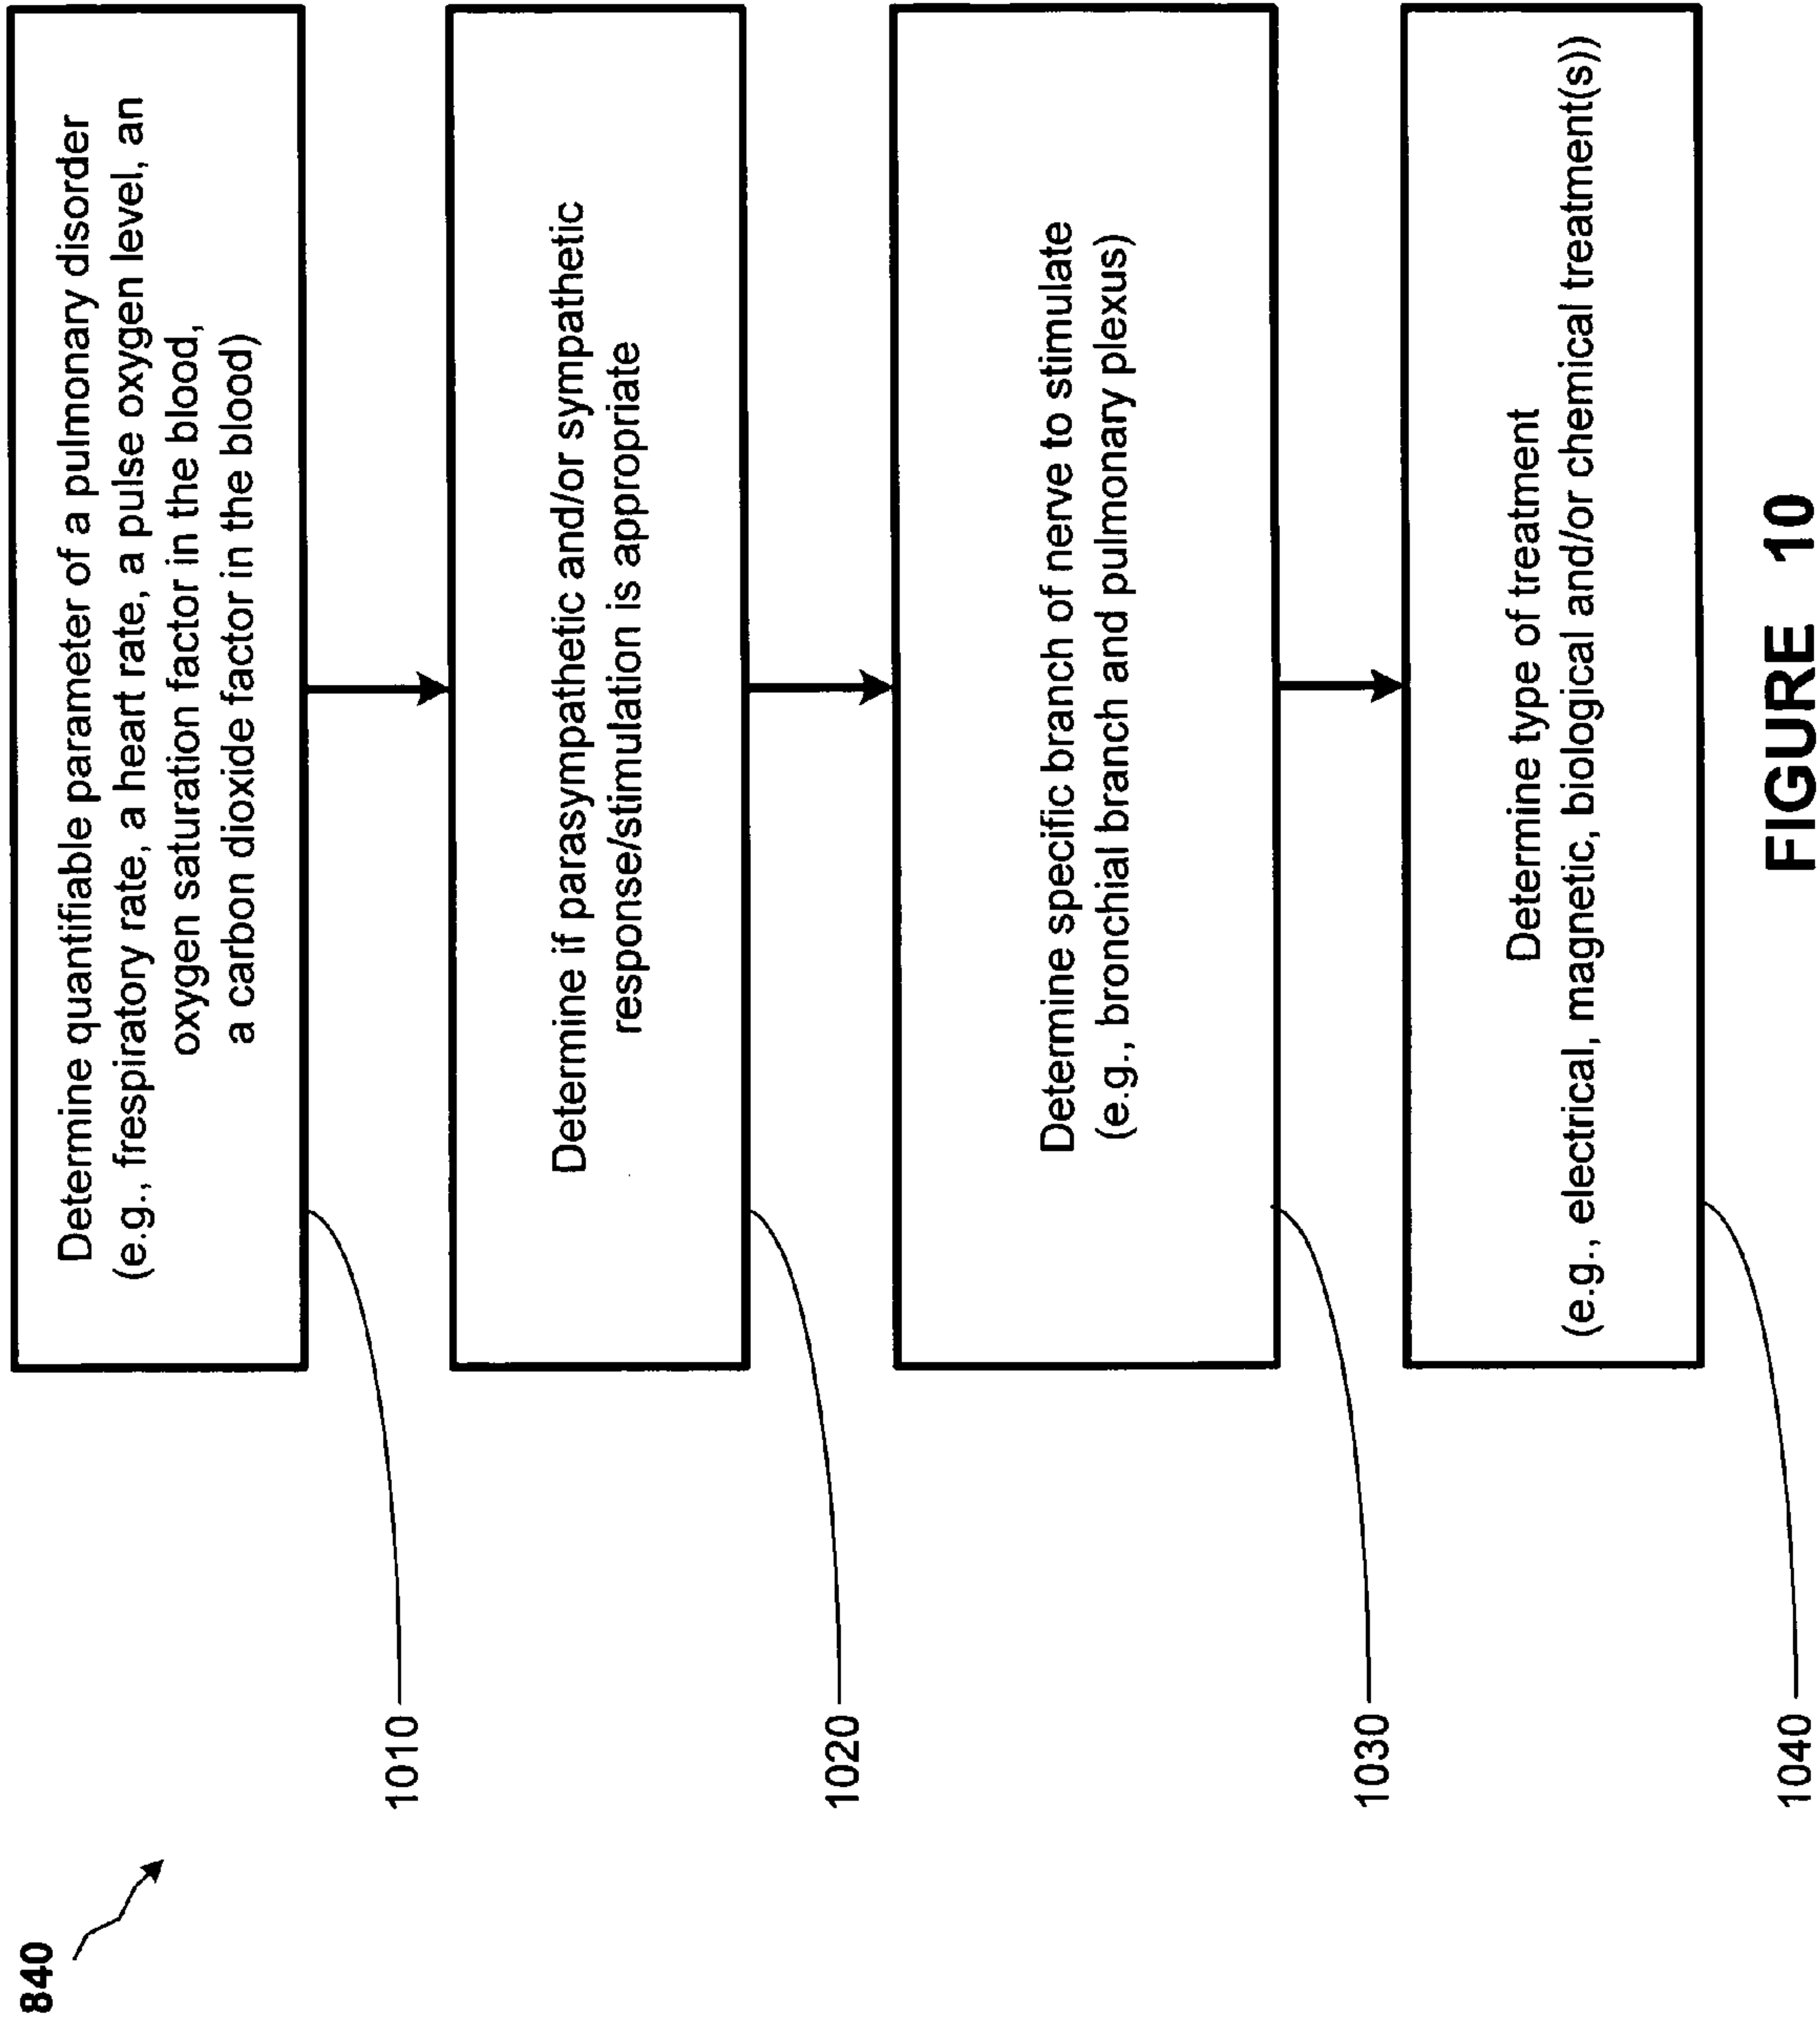 840
Determine quantifiable parameter of a pulmonary disorder
(e.g., frespiratory rate, a heart rate, a pulse oxygen level, an
oxygen saturation factor in the blood,
a carbon dioxide factor in the blood)
1010
Determine if parasympathetic and/or sympathetic
response/stimulation is appropriate
1020
Determine specific branch of nerve to stimulate
(e.g., bronchial branch and pulmonary plexus)
1030
Determine type of treatment
(e.g., electrical, magnetic, biological and/or chemical treatment(s))
1040
FIGURE 10